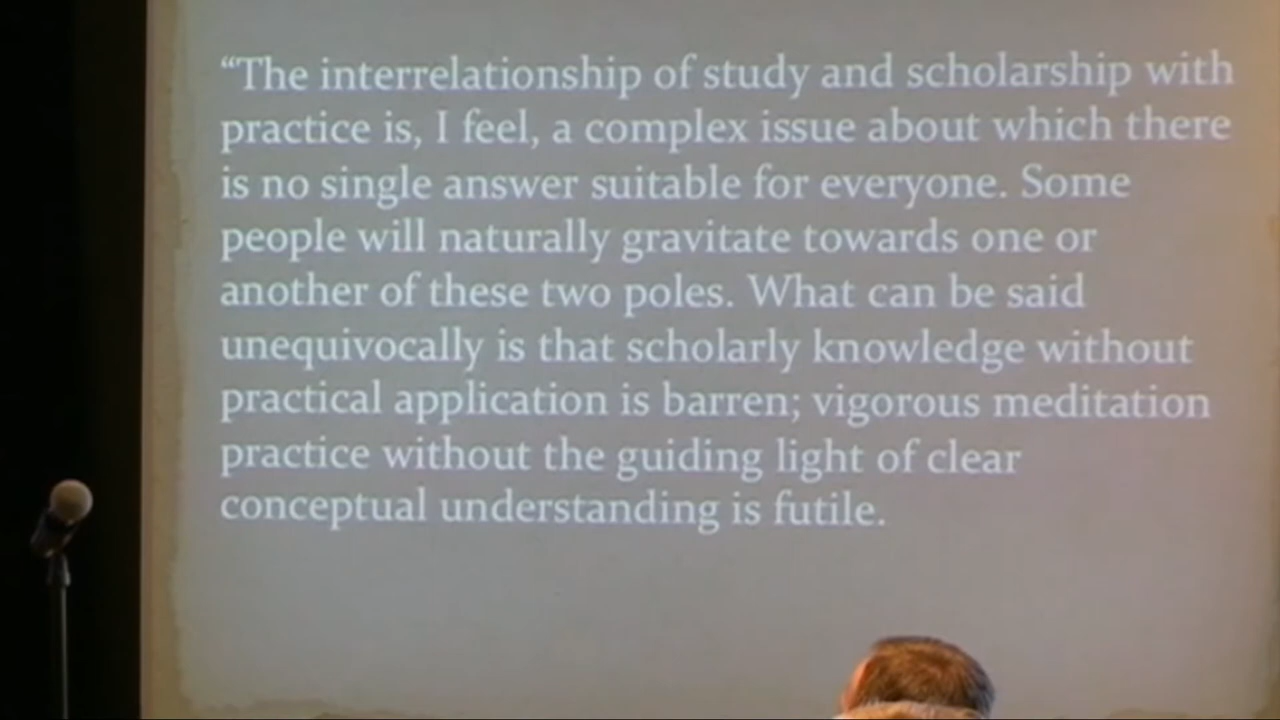 “The interrelationship of study and scholarship with
practice is, I feel, a complex issue about which there
is no single answer suitable for everyone. Some
people will naturally gravitate towards one or
another of these two poles. What can be said
unequivocally is that scholarly knowledge without
practical application is barren; vigorous meditation
practice without the guiding light of clear
conceptual understanding is futile.